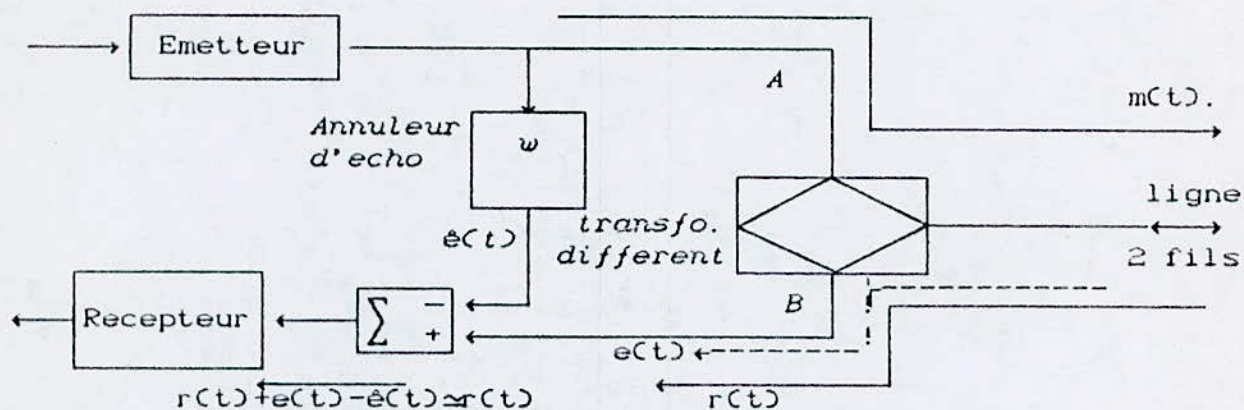 Emetteur
A
m(t).
Annuleur
d'echo
w
ligne
2 fils
ê(t)
transfo.
different
Recepteur
Σ
-
+
B
e(t)
r(t)+e(t)-ê(t)≃r(t)
r(t)